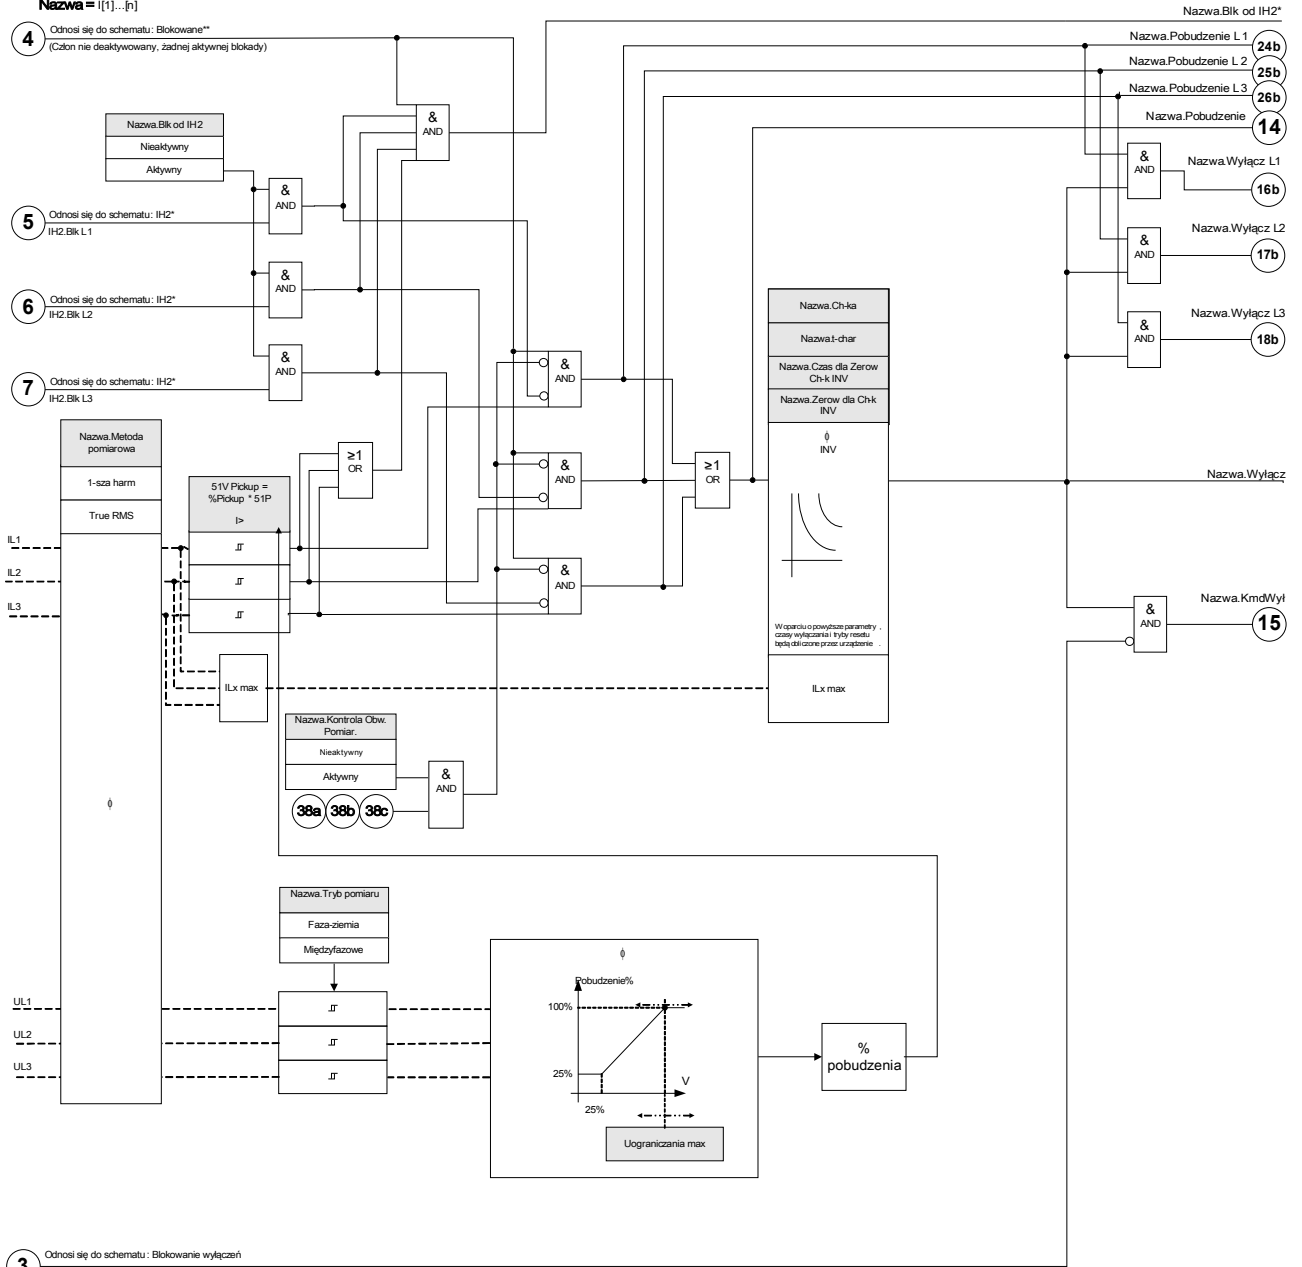 Nazwa = I[1]...[n]
Nazwa.Blk od IH2*
4
Odnosi się do schematu: Blokowane**
(Człon nie deaktywowany, żadnej aktywnej blokady)
Nazwa.Pobudzenie L 1
24b
Nazwa.Pobudzenie L 2
25b
Nazwa.Pobudzenie L 3
26b
Nazwa.Pobudzenie
14
Nazwa.Blk od IH2
Nieaktywny
Aktywny
&
AND
&
AND
Nazwa.Wyłącz L1
16b
&
AND
5
Odnosi się do schematu: IH2*
IH2.Blk L1
&
AND
Nazwa.Wyłącz L2
17b
&
AND
6
Odnosi się do schematu: IH2*
IH2.Blk L2
&
AND
Nazwa.Wyłącz L3
18b
&
AND
7
Odnosi się do schematu: IH2*
IH2.Blk L3
&
AND
Nazwa.Ch-ka
Nazwa.t-char
Nazwa.Czas dla Zerow
Ch-k INV
Nazwa.Zerow dla Ch-k
INV
ϕ
INV
Nazwa.Metoda
pomiarowa
1-sza harm
True RMS
≥1
OR
&
AND
≥1
OR
Nazwa.Wyłącz
51V Pickup =
%Pickup * 51P
I>
IL1
IL2
IL3
&
AND
&
AND
Nazwa.KmdWył
15
W oparciu o powyższe parametry ,
czasy wyłączania i tryby resetu
będą obliczone przez urządzenie .
ILx max
ILx max
Nazwa.Kontrola Obw.
Pomiar.
Nieaktywny
Aktywny
&
AND
38a
38b
38c
ϕ
Nazwa.Tryb pomiaru
Faza-ziemia
Międzyfazowe
ϕ
Pobudzenie%
100%
25%
V
25%
Uograniczania max
%
pobudzenia
UL1
UL2
UL3
3
Odnosi się do schematu: Blokowanie wyłączeń